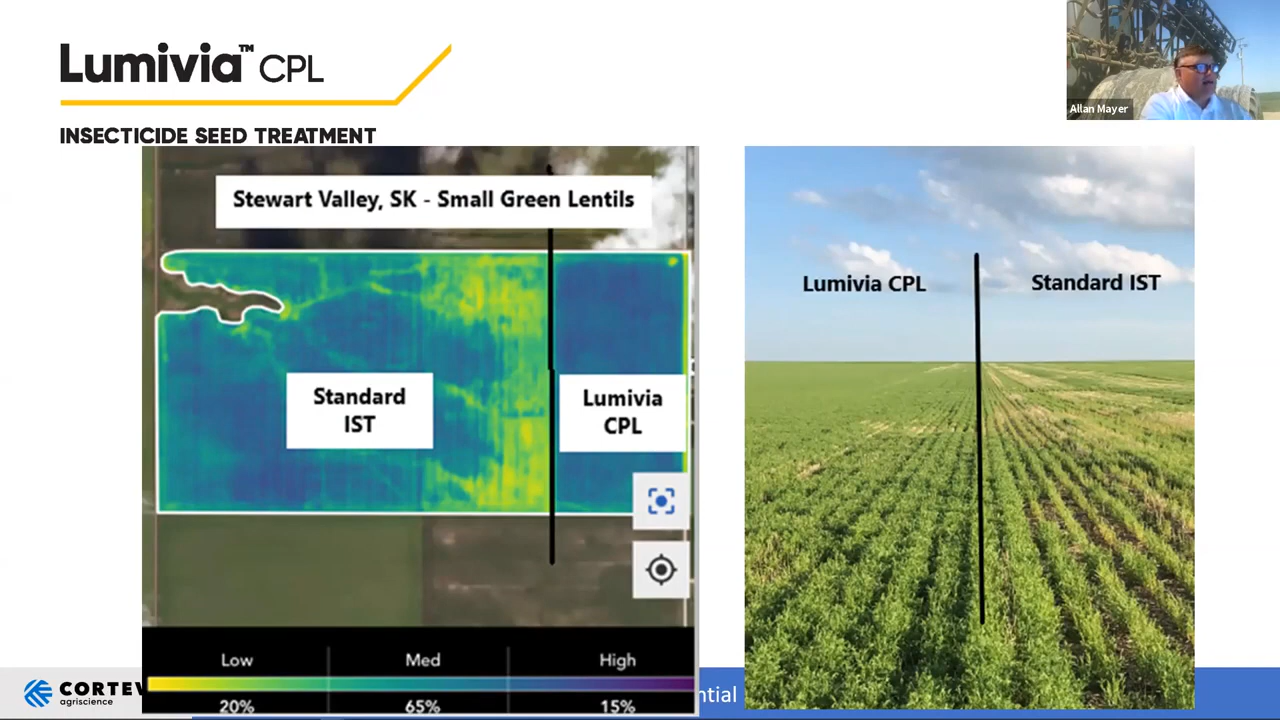 Lumivia™ CPL
INSECTICIDE SEED TREATMENT
Allan Mayer
Stewart Valley, SK - Small Green Lentils
Standard
IST
Lumivia
CPL
Low Med High
20% 65% 15%
Lumivia CPL
Standard IST
CORTEV
agriscience
ntial